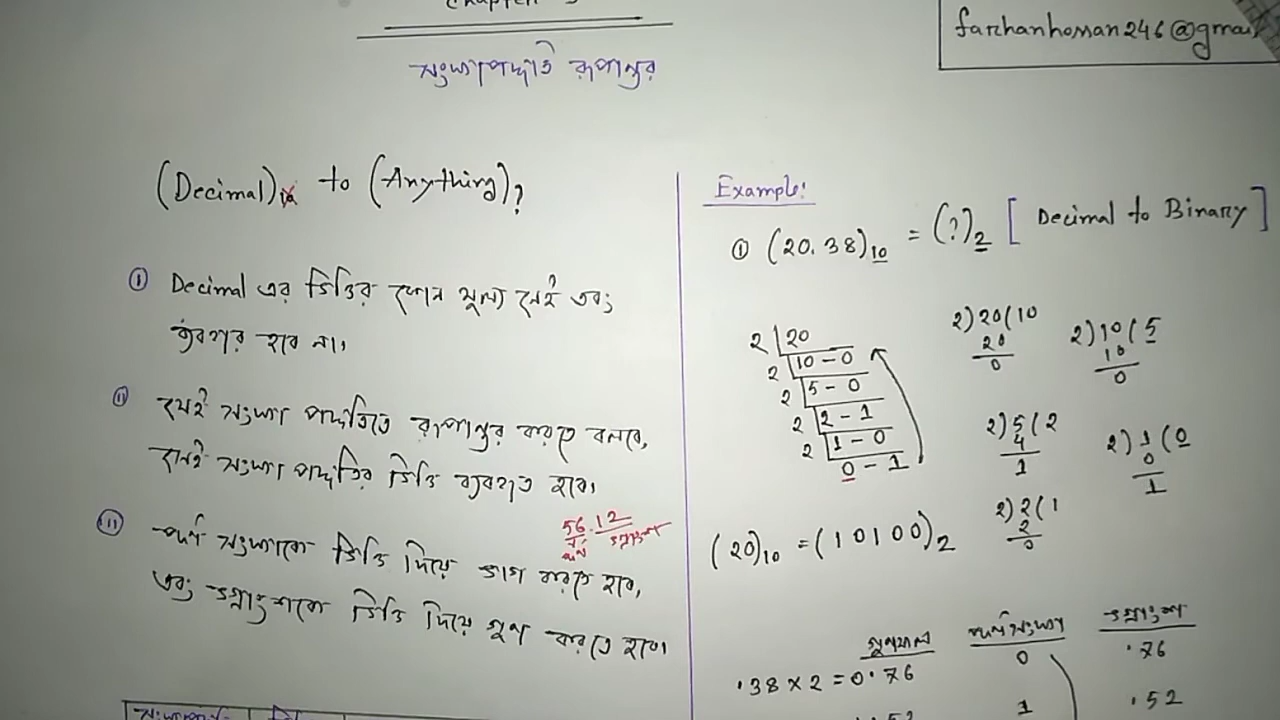 Chapter - 3
সংখ্যাপদ্ধতি রূপান্তর
farhanhossan246@gmail
(Decimal)10 to (Anything)?
i Decimal এর ভিত্তির কোন মূল্য নেই এবং
ব্যবহার হবে না।
ii যেই সংখ্যা পদ্ধতিতে রূপান্তর করতে বলবে,
সেই সংখ্যা পদ্ধতির ভিত্তি ব্যবহৃত হবে।
56.12
পূর্ণ ভগ্নাংশ
iii পূর্ণ সংখ্যাকে ভিত্তি দিয়ে ভাগ করতে হবে,
এবং ভগ্নাংশকে ভিত্তি দিয়ে গুণ করতে হবে।
Example:
① (20.38)10 = (?)2 [Decimal to Binary]
2 | 20
2 | 10 - 0
2 | 5 - 0
2 | 2 - 1
2 | 1 - 0
0 - 1
2)20(10
20
0
2)10(5
10
0
2)5(2
4
1
2)1(0
0
1
2)2(1
2
0
(20)10 = (10100)2
গুণফল পূর্ণসংখ্যা ভগ্নাংশ
.38 × 2 = 0.76 0 .76
1 .52